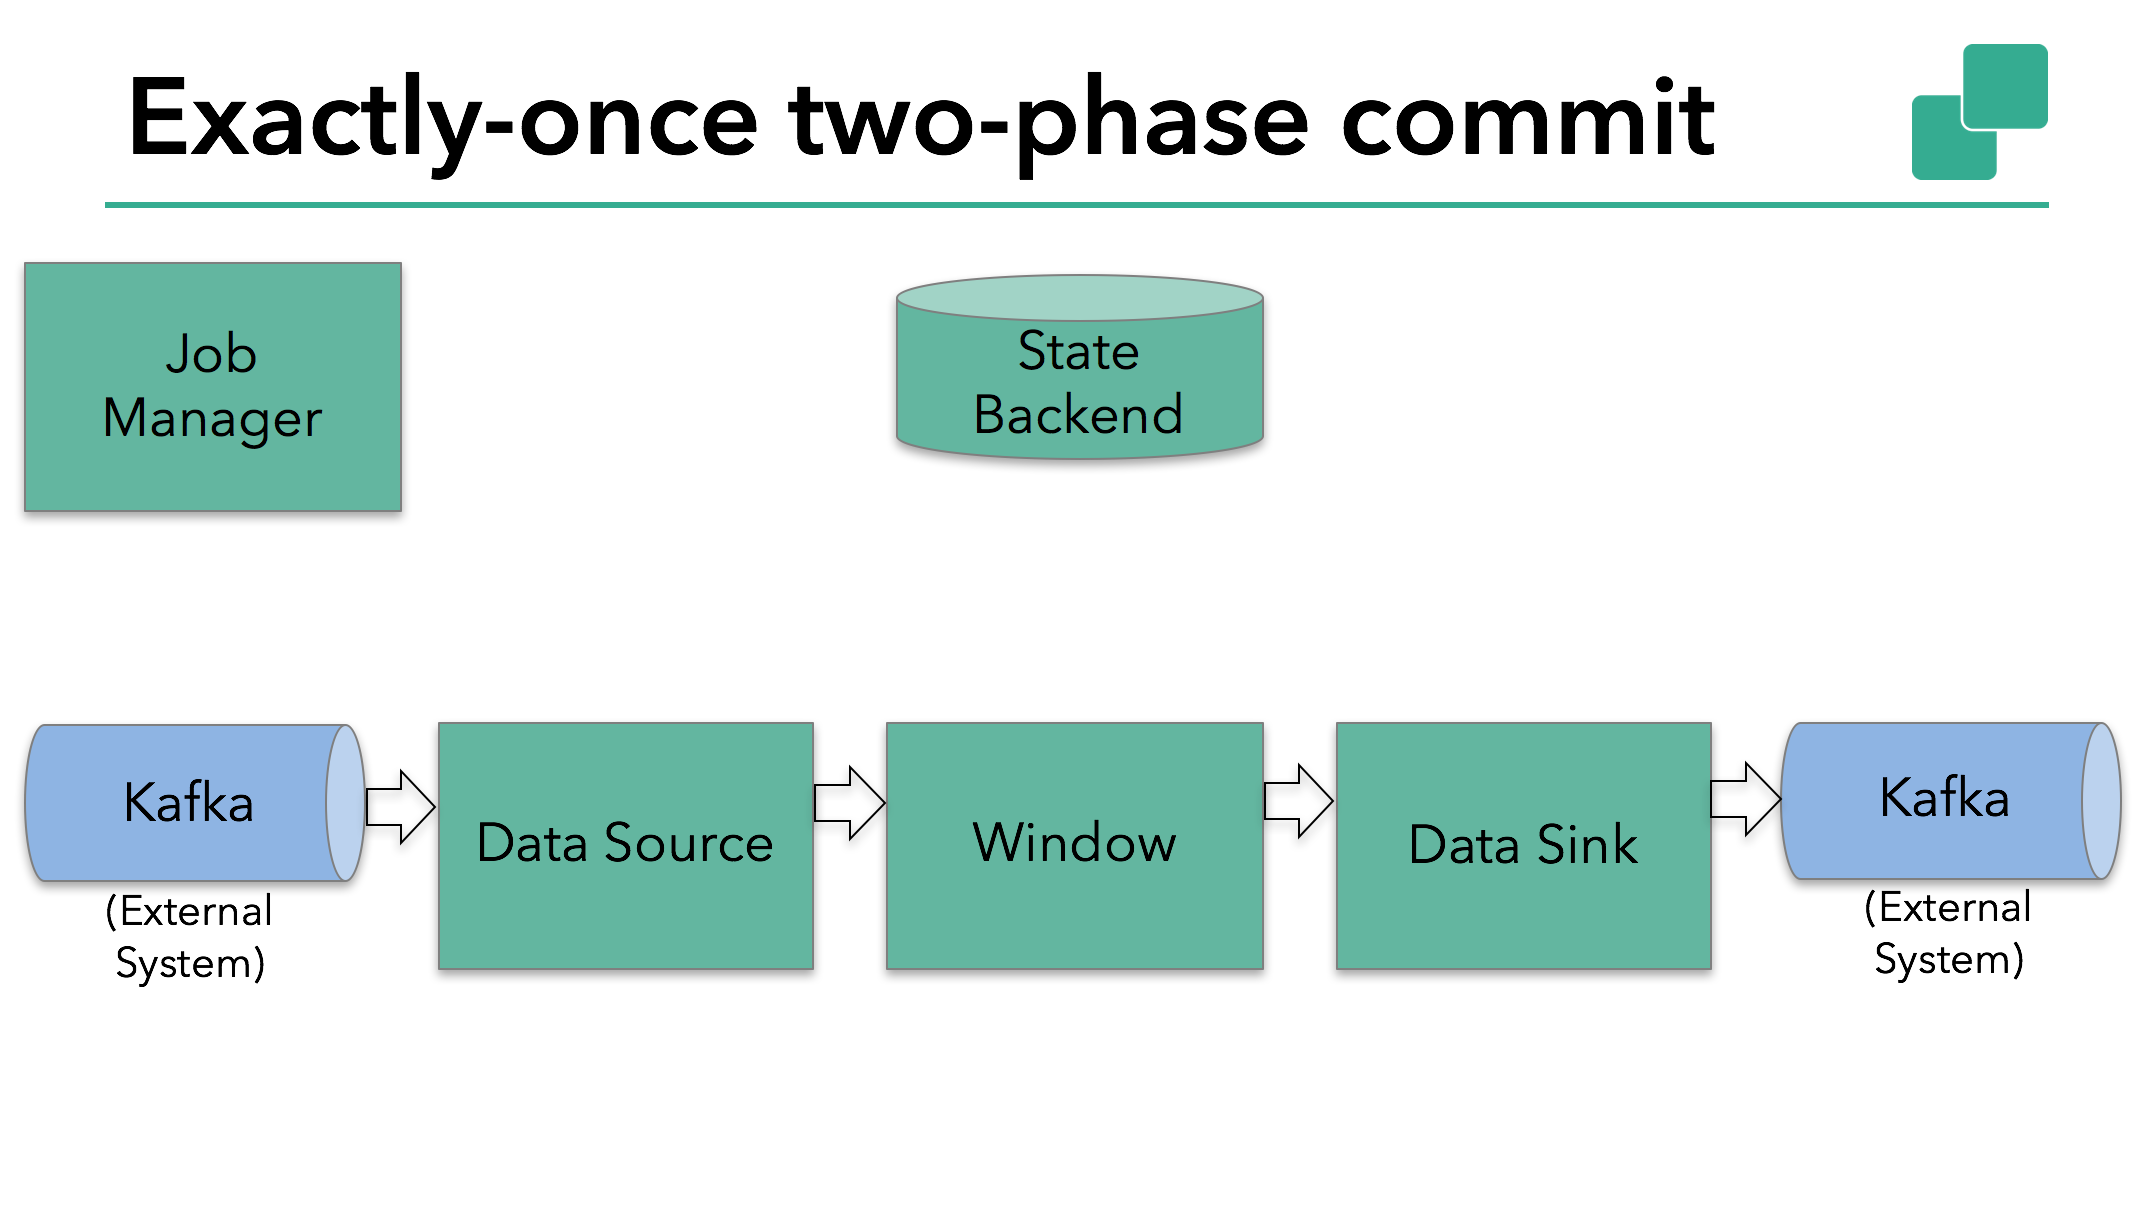 Exactly-once two-phase commit
Job
Manager
State
Backend
Kafka
(External
System)
Data Source
Window
Data Sink
Kafka
(External
System)